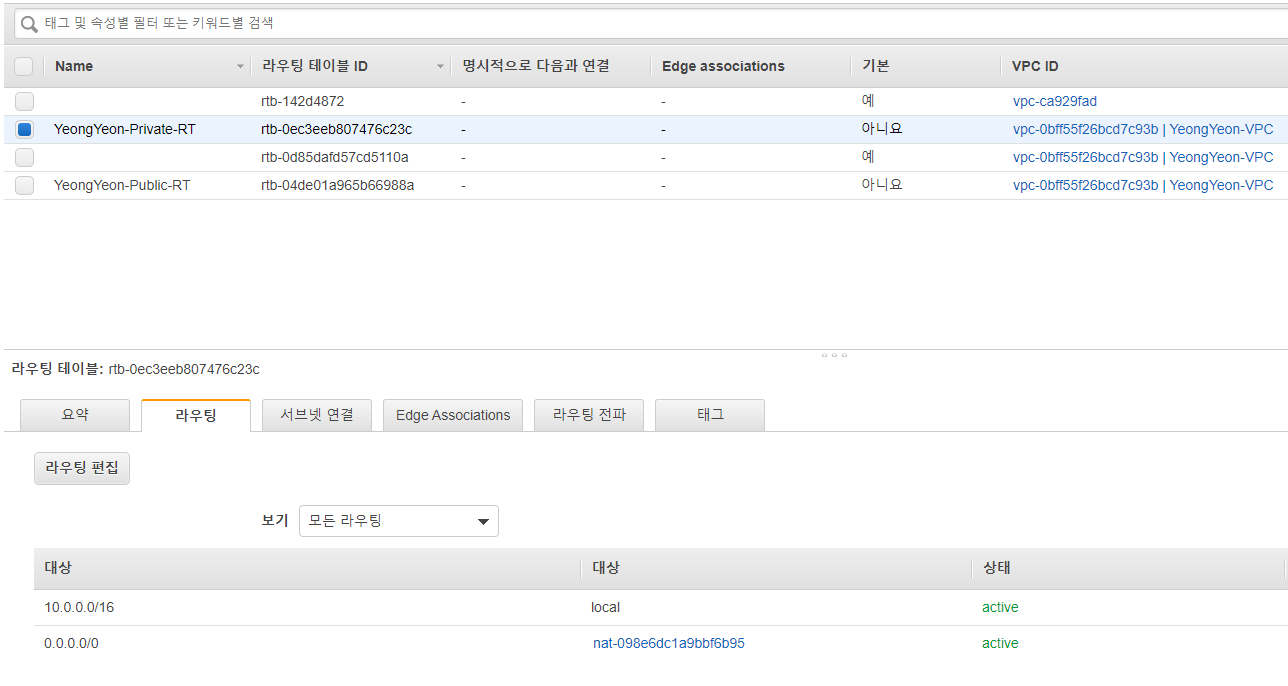 태그 및 속성별 필터 또는 키워드별 검색
Name 라우팅 테이블 ID 명시적으로 다음과 연결 Edge associations 기본 VPC ID
rtb-142d4872 - - 예 vpc-ca929fad
YeongYeon-Private-RT rtb-0ec3eeb807476c23c - - 아니요 vpc-0bff55f26bcd7c93b | YeongYeon-VPC
rtb-0d85dafd57cd5110a - - 예 vpc-0bff55f26bcd7c93b | YeongYeon-VPC
YeongYeon-Public-RT rtb-04de01a965b66988a - - 아니요 vpc-0bff55f26bcd7c93b | YeongYeon-VPC
라우팅 테이블: rtb-0ec3eeb807476c23c
요약 라우팅 서브넷 연결 Edge Associations 라우팅 전파 태그
라우팅 편집
보기 모든 라우팅
대상 대상 상태
10.0.0.0/16 local active
0.0.0.0/0 nat-098e6dc1a9bbf6b95 active